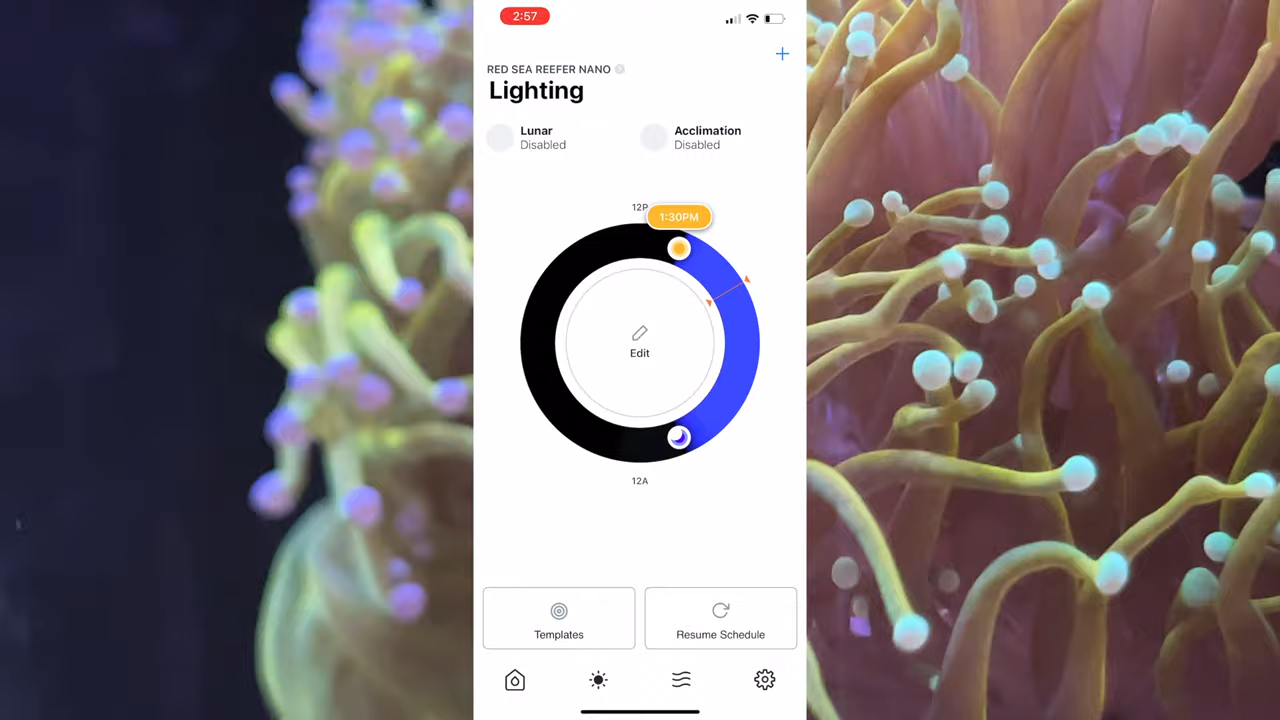 2:57
RED SEA REEFER NANO
Lighting
Lunar
Disabled
Acclimation
Disabled
12P
1:30PM
Edit
12A
Templates
Resume Schedule